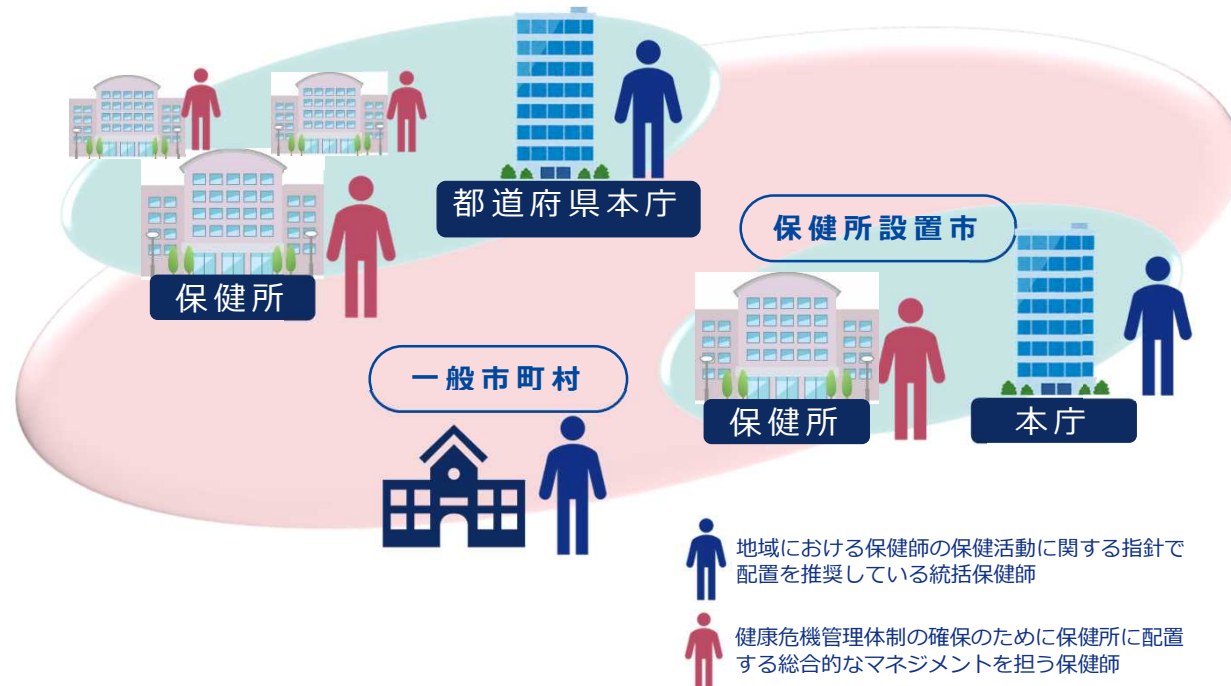 都道府県本庁
保健所
保健所設置市
一般市町村
保健所
本庁
地域における保健師の保健活動に関する指針で
配置を推奨している統括保健師
健康危機管理体制の確保のために保健所に配置
する総合的なマネジメントを担う保健師